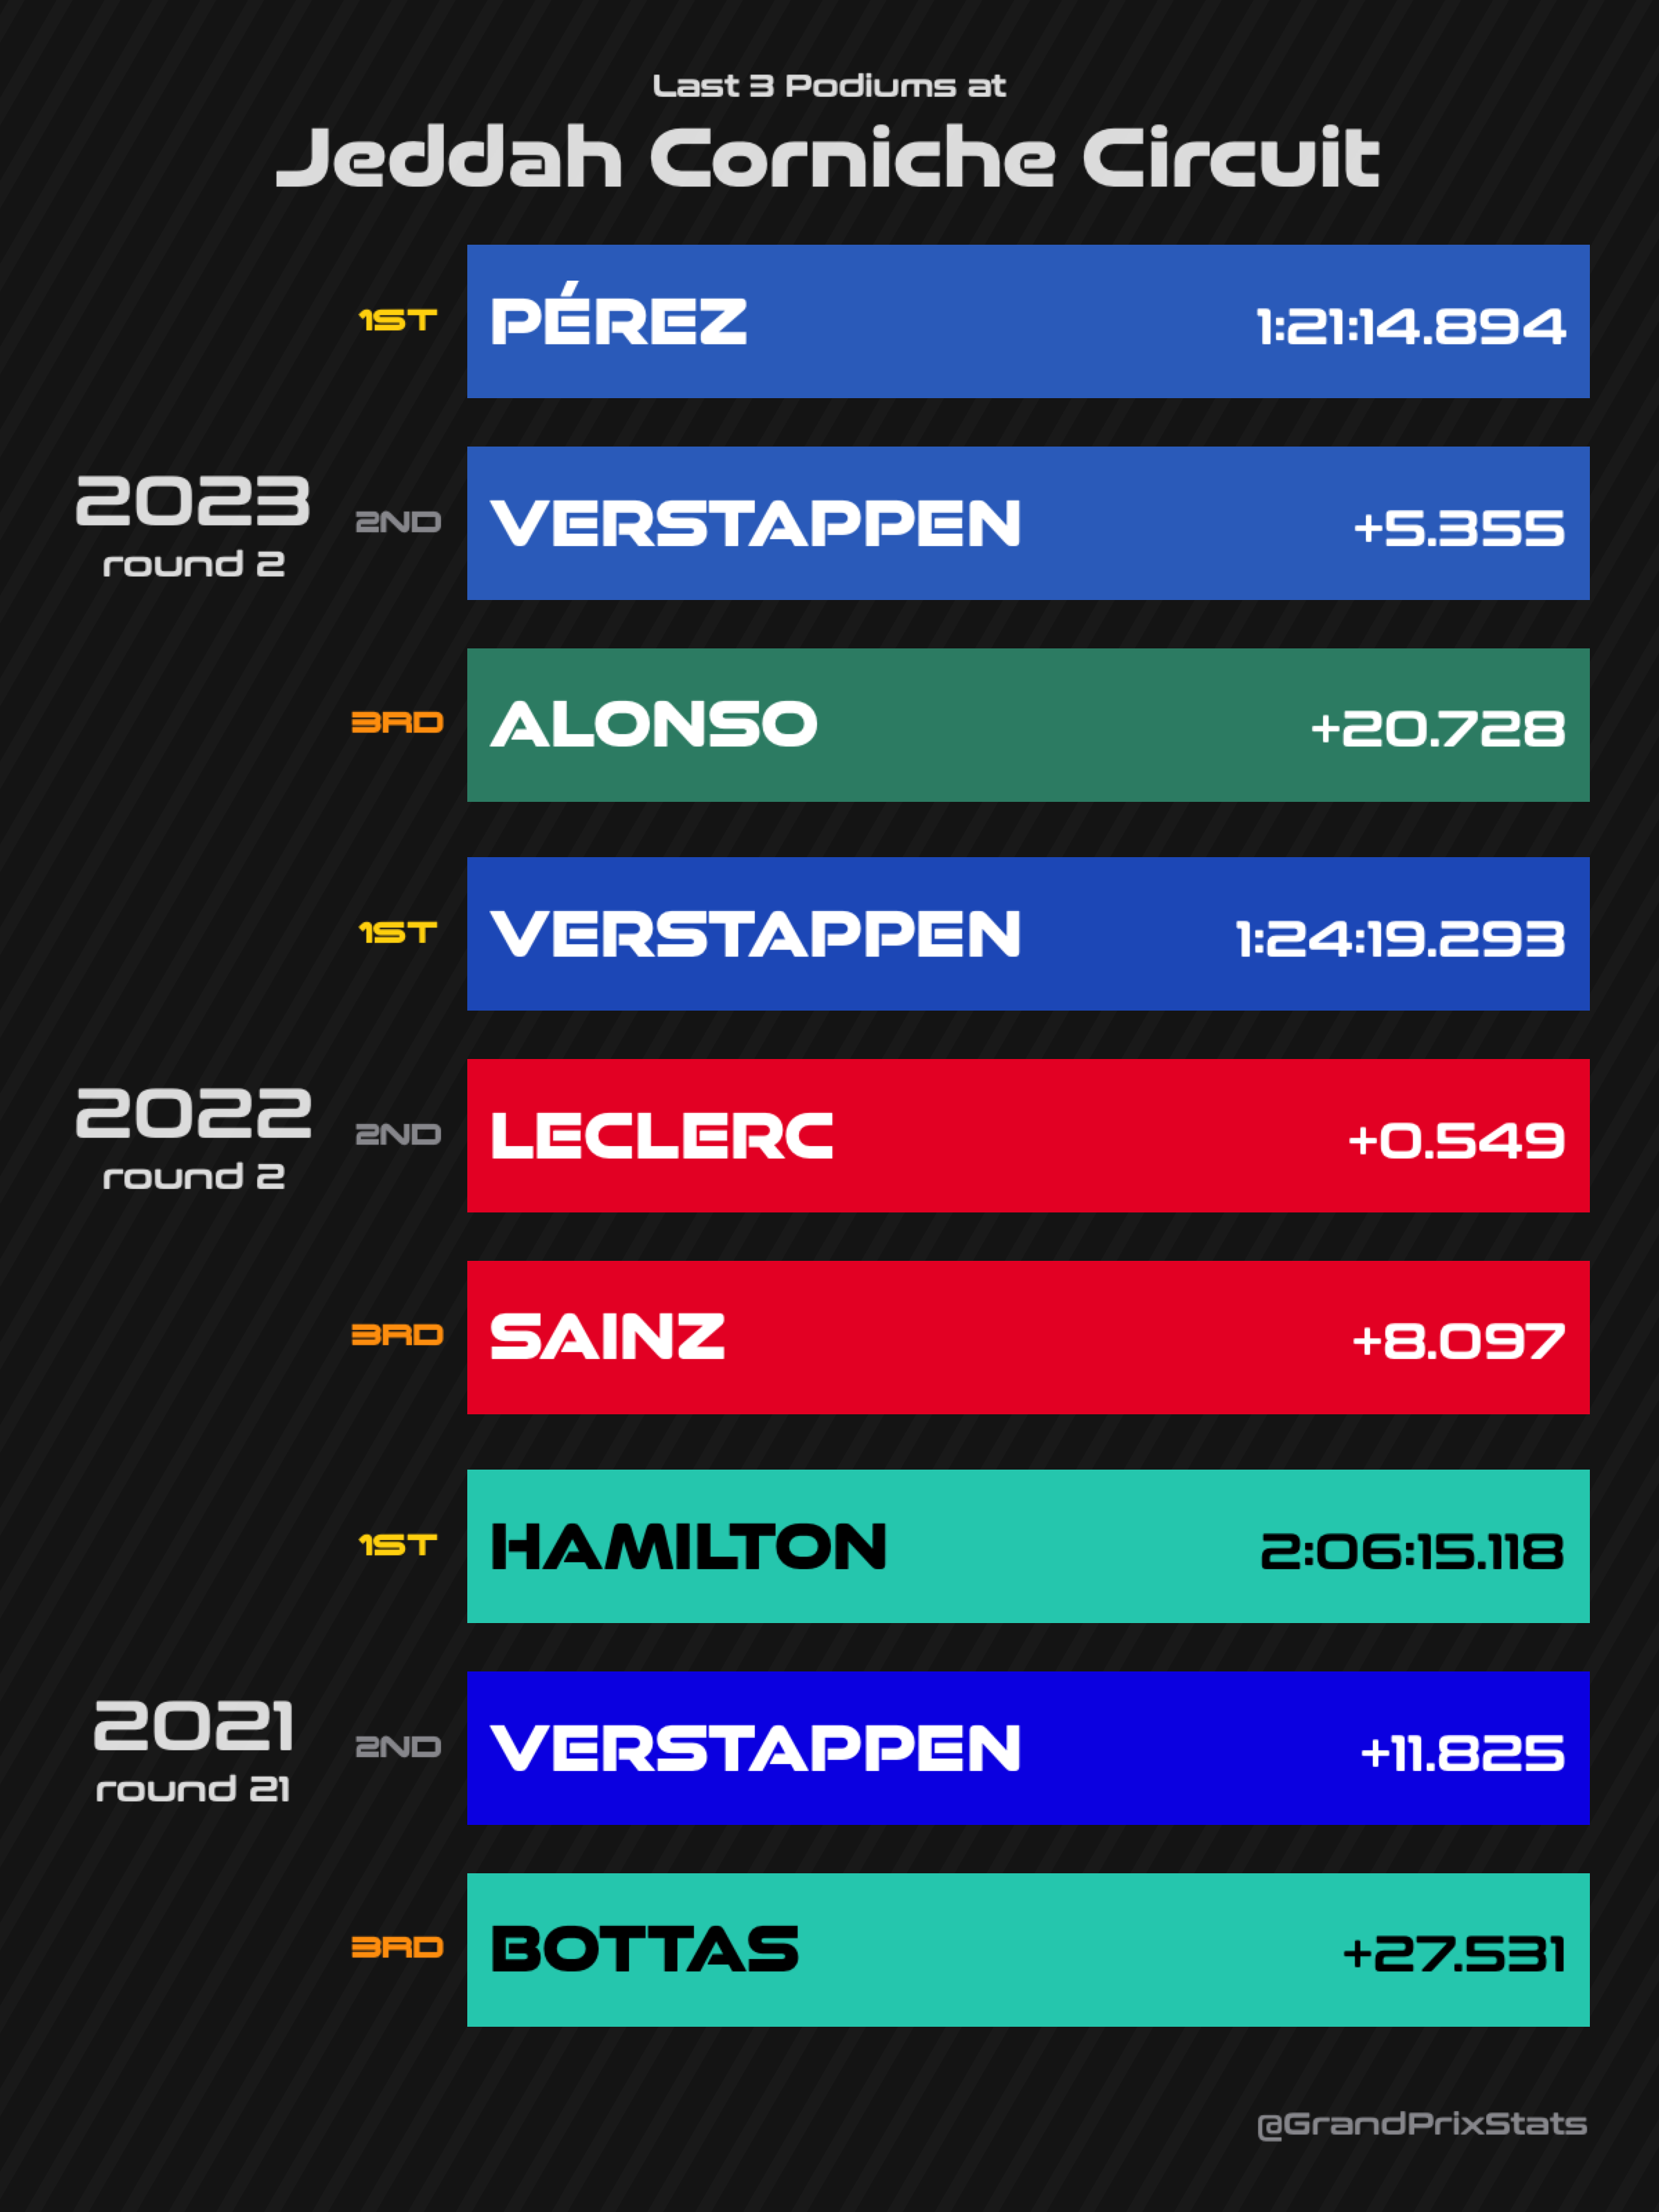 Last 3 Podiums at
Jeddah Corniche Circuit
2023
round 2
1ST PÉREZ 1:21:14.894
2ND VERSTAPPEN +5.355
3RD ALONSO +20.728
2022
round 2
1ST VERSTAPPEN 1:24:19.293
2ND LECLERC +0.549
3RD SAINZ +8.097
2021
round 21
1ST HAMILTON 2:06:15.118
2ND VERSTAPPEN +11.825
3RD BOTTAS +27.531
@GrandPrixStats